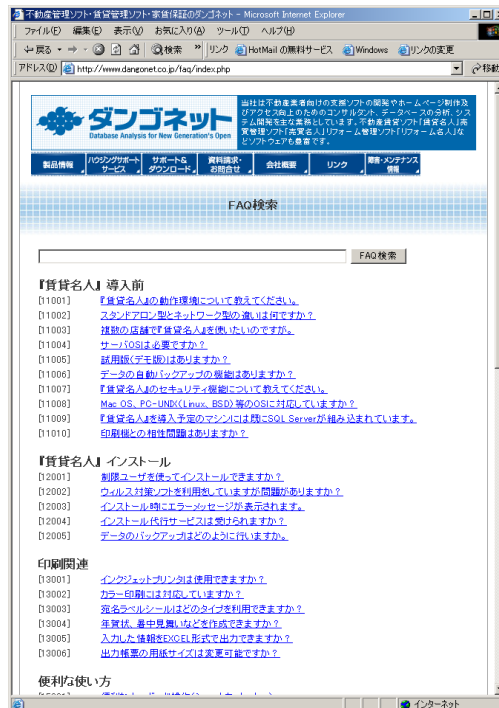 不動産管理ソフト・賃貸管理ソフト・家賃保証のダンゴネット - Microsoft Internet Explorer
ファイル(F) 編集(E) 表示(V) お気に入り(A) ツール(T) ヘルプ(H)
戻る 検索 » リンク HotMail の無料サービス Windows リンクの変更
アドレス(D) http://www.dangonet.co.jp/faq/index.php 移動
ダンゴネット
Database Analysis for New Generation's Open
当社は不動産業者向けの支援ソフトの開発やホームページ制作及
びアクセス向上のためのコンサルタント、データベースの分析、シス
テム開発を主な業務としています。不動産賃貸ソフト『賃貸名人』売
買管理ソフト『売買名人』リフォーム管理ソフト『リフォーム名人』な
どソフトウェアも豊富です。
製品情報 ハウジングサポートサービス サポート&ダウンロード 資料請求・お問合せ 会社概要 リンク 障害・メンテナンス情報
FAQ検索
FAQ検索
『賃貸名人』 導入前
[11001] 『賃貸名人』の動作環境について教えてください。
[11002] スタンドアロン型とネットワーク型の違いは何ですか？
[11003] 複数の店舗で『賃貸名人』を使いたいのですが。
[11004] サーバOSは必要ですか？
[11005] 試用版(デモ版)はありますか？
[11006] データの自動バックアップの機能はありますか？
[11007] 『賃貸名人』のセキュリティ機能について教えてください。
[11008] Mac OS、PC-UNIX(Linux、BSD)等のOSに対応していますか？
[11009] 『賃貸名人』を導入予定のマシンには既にSQL Serverが組み込まれています。
[11010] 印刷機との相性問題はありますか？
『賃貸名人』 インストール
[12001] 制限ユーザを使ってインストールできますか？
[12002] ウィルス対策ソフトを利用をしていますが問題がありますか？
[12003] インストール時にエラーメッセージが表示されます。
[12004] インストール代行サービスは受けられますか？
[12005] データのバックアップはどのように行いますか。
印刷関連
[13001] インクジェットプリンタは使用できますか？
[13002] カラー印刷には対応していますか？
[13003] 宛名ラベルシールはどのタイプを利用できますか？
[13004] 年賀状、暑中見舞いなどを作成できますか？
[13005] 入力した情報をEXCEL形式で出力できますか？
[13006] 出力帳票の用紙サイズは変更可能ですか？
便利な使い方
インターネット